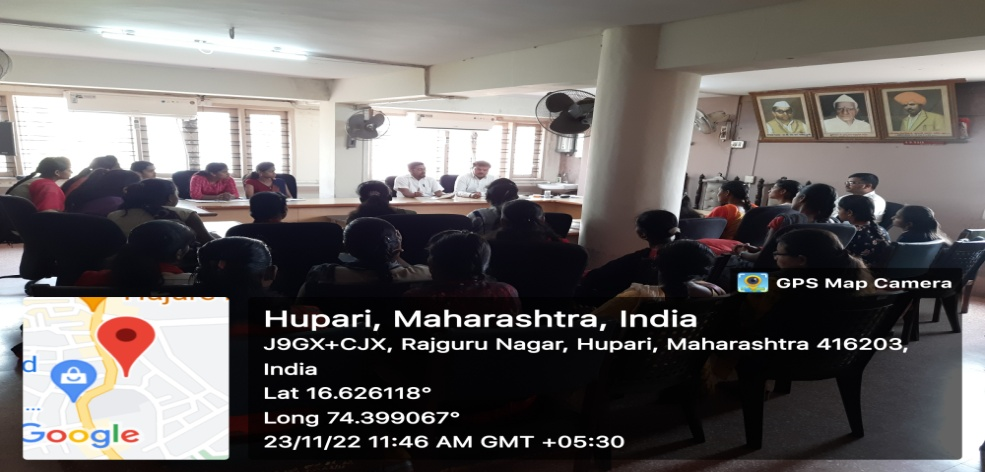 GPS Map Camera
Hupari, Maharashtra, India
J9GX+CJX, Rajguru Nagar, Hupari, Maharashtra 416203,
India
Lat 16.626118°
Long 74.399067°
23/11/22 11:46 AM GMT +05:30
d
...
Google